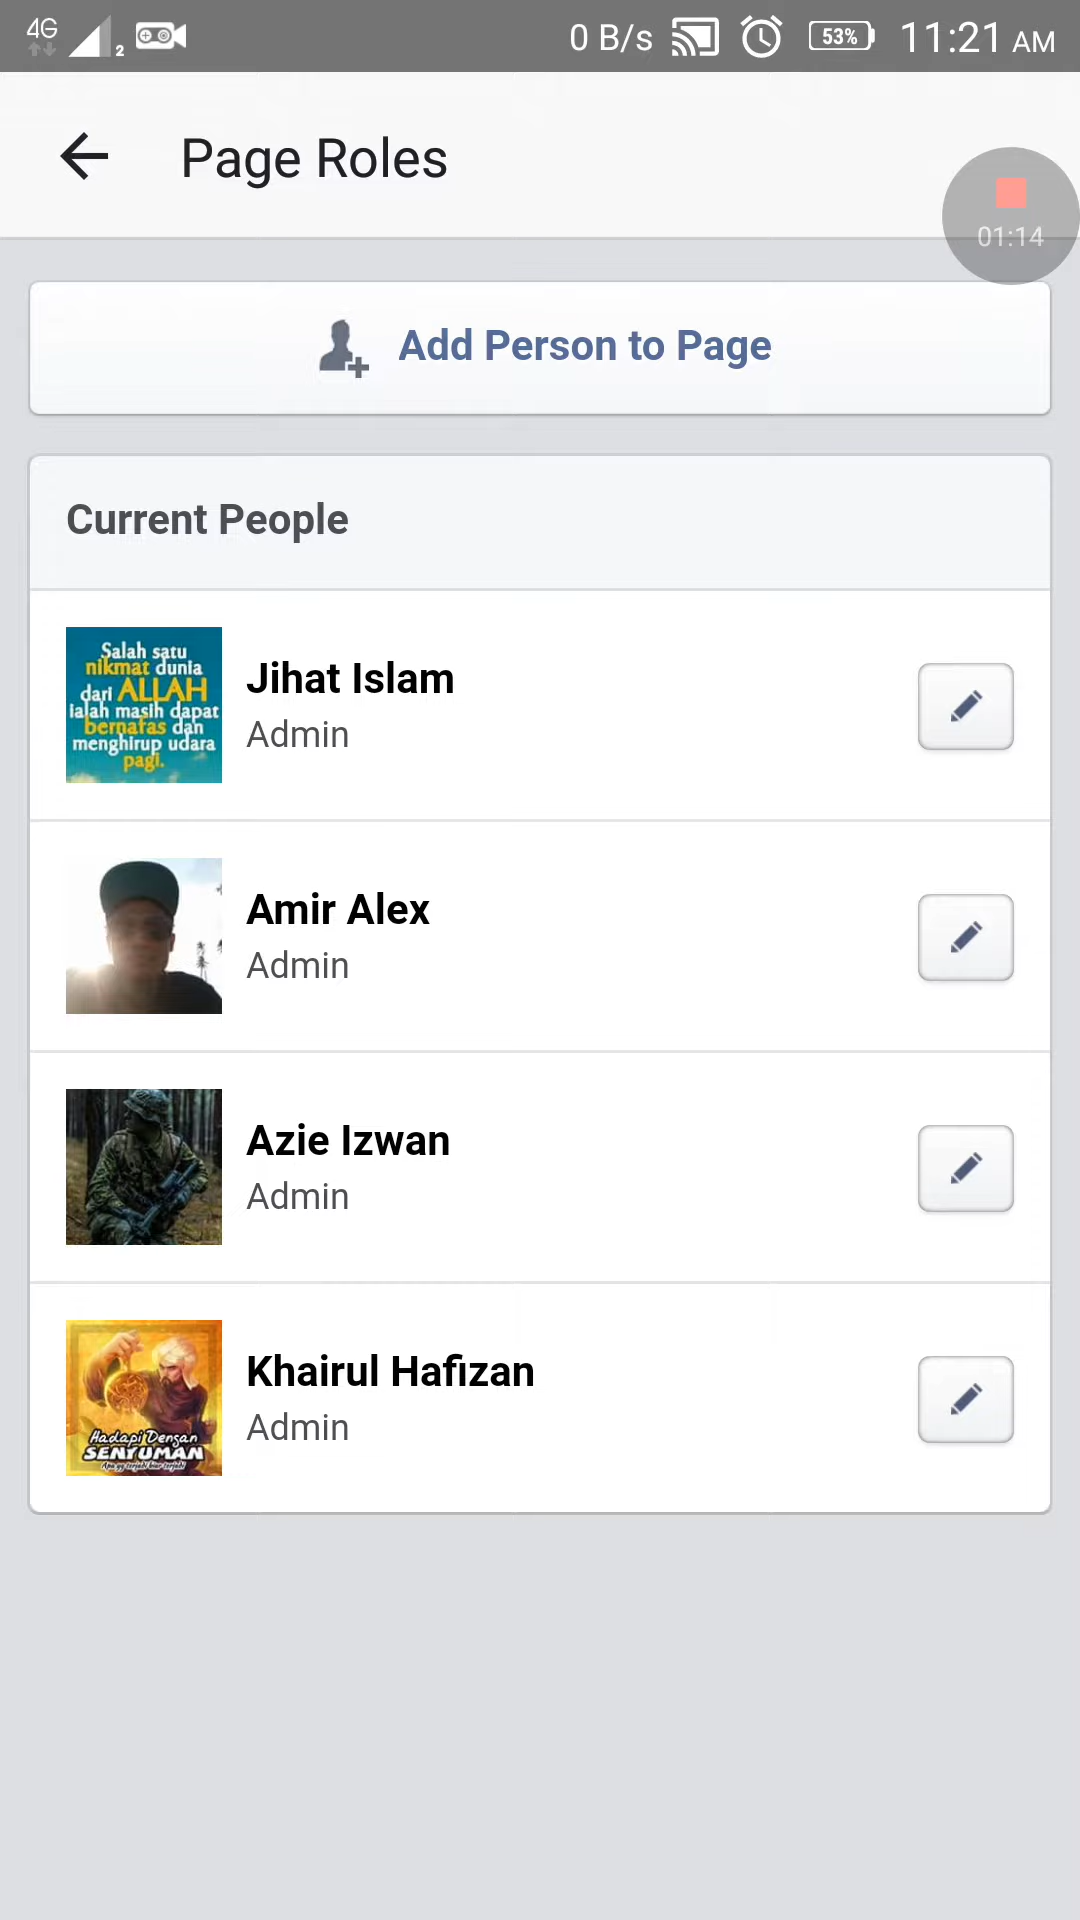 4G 2 0 B/s 53% 11:21 AM
Page Roles
01:14
Add Person to Page
Current People
Salah satu
nikmat dunia
dari ALLAH
ialah masih dapat
bernafas dan
menghirup udara
pagi.
Jihat Islam
Admin
Amir Alex
Admin
Azie Izwan
Admin
Hadapi Dengan
SENYUMAN
Khairul Hafizan
Admin